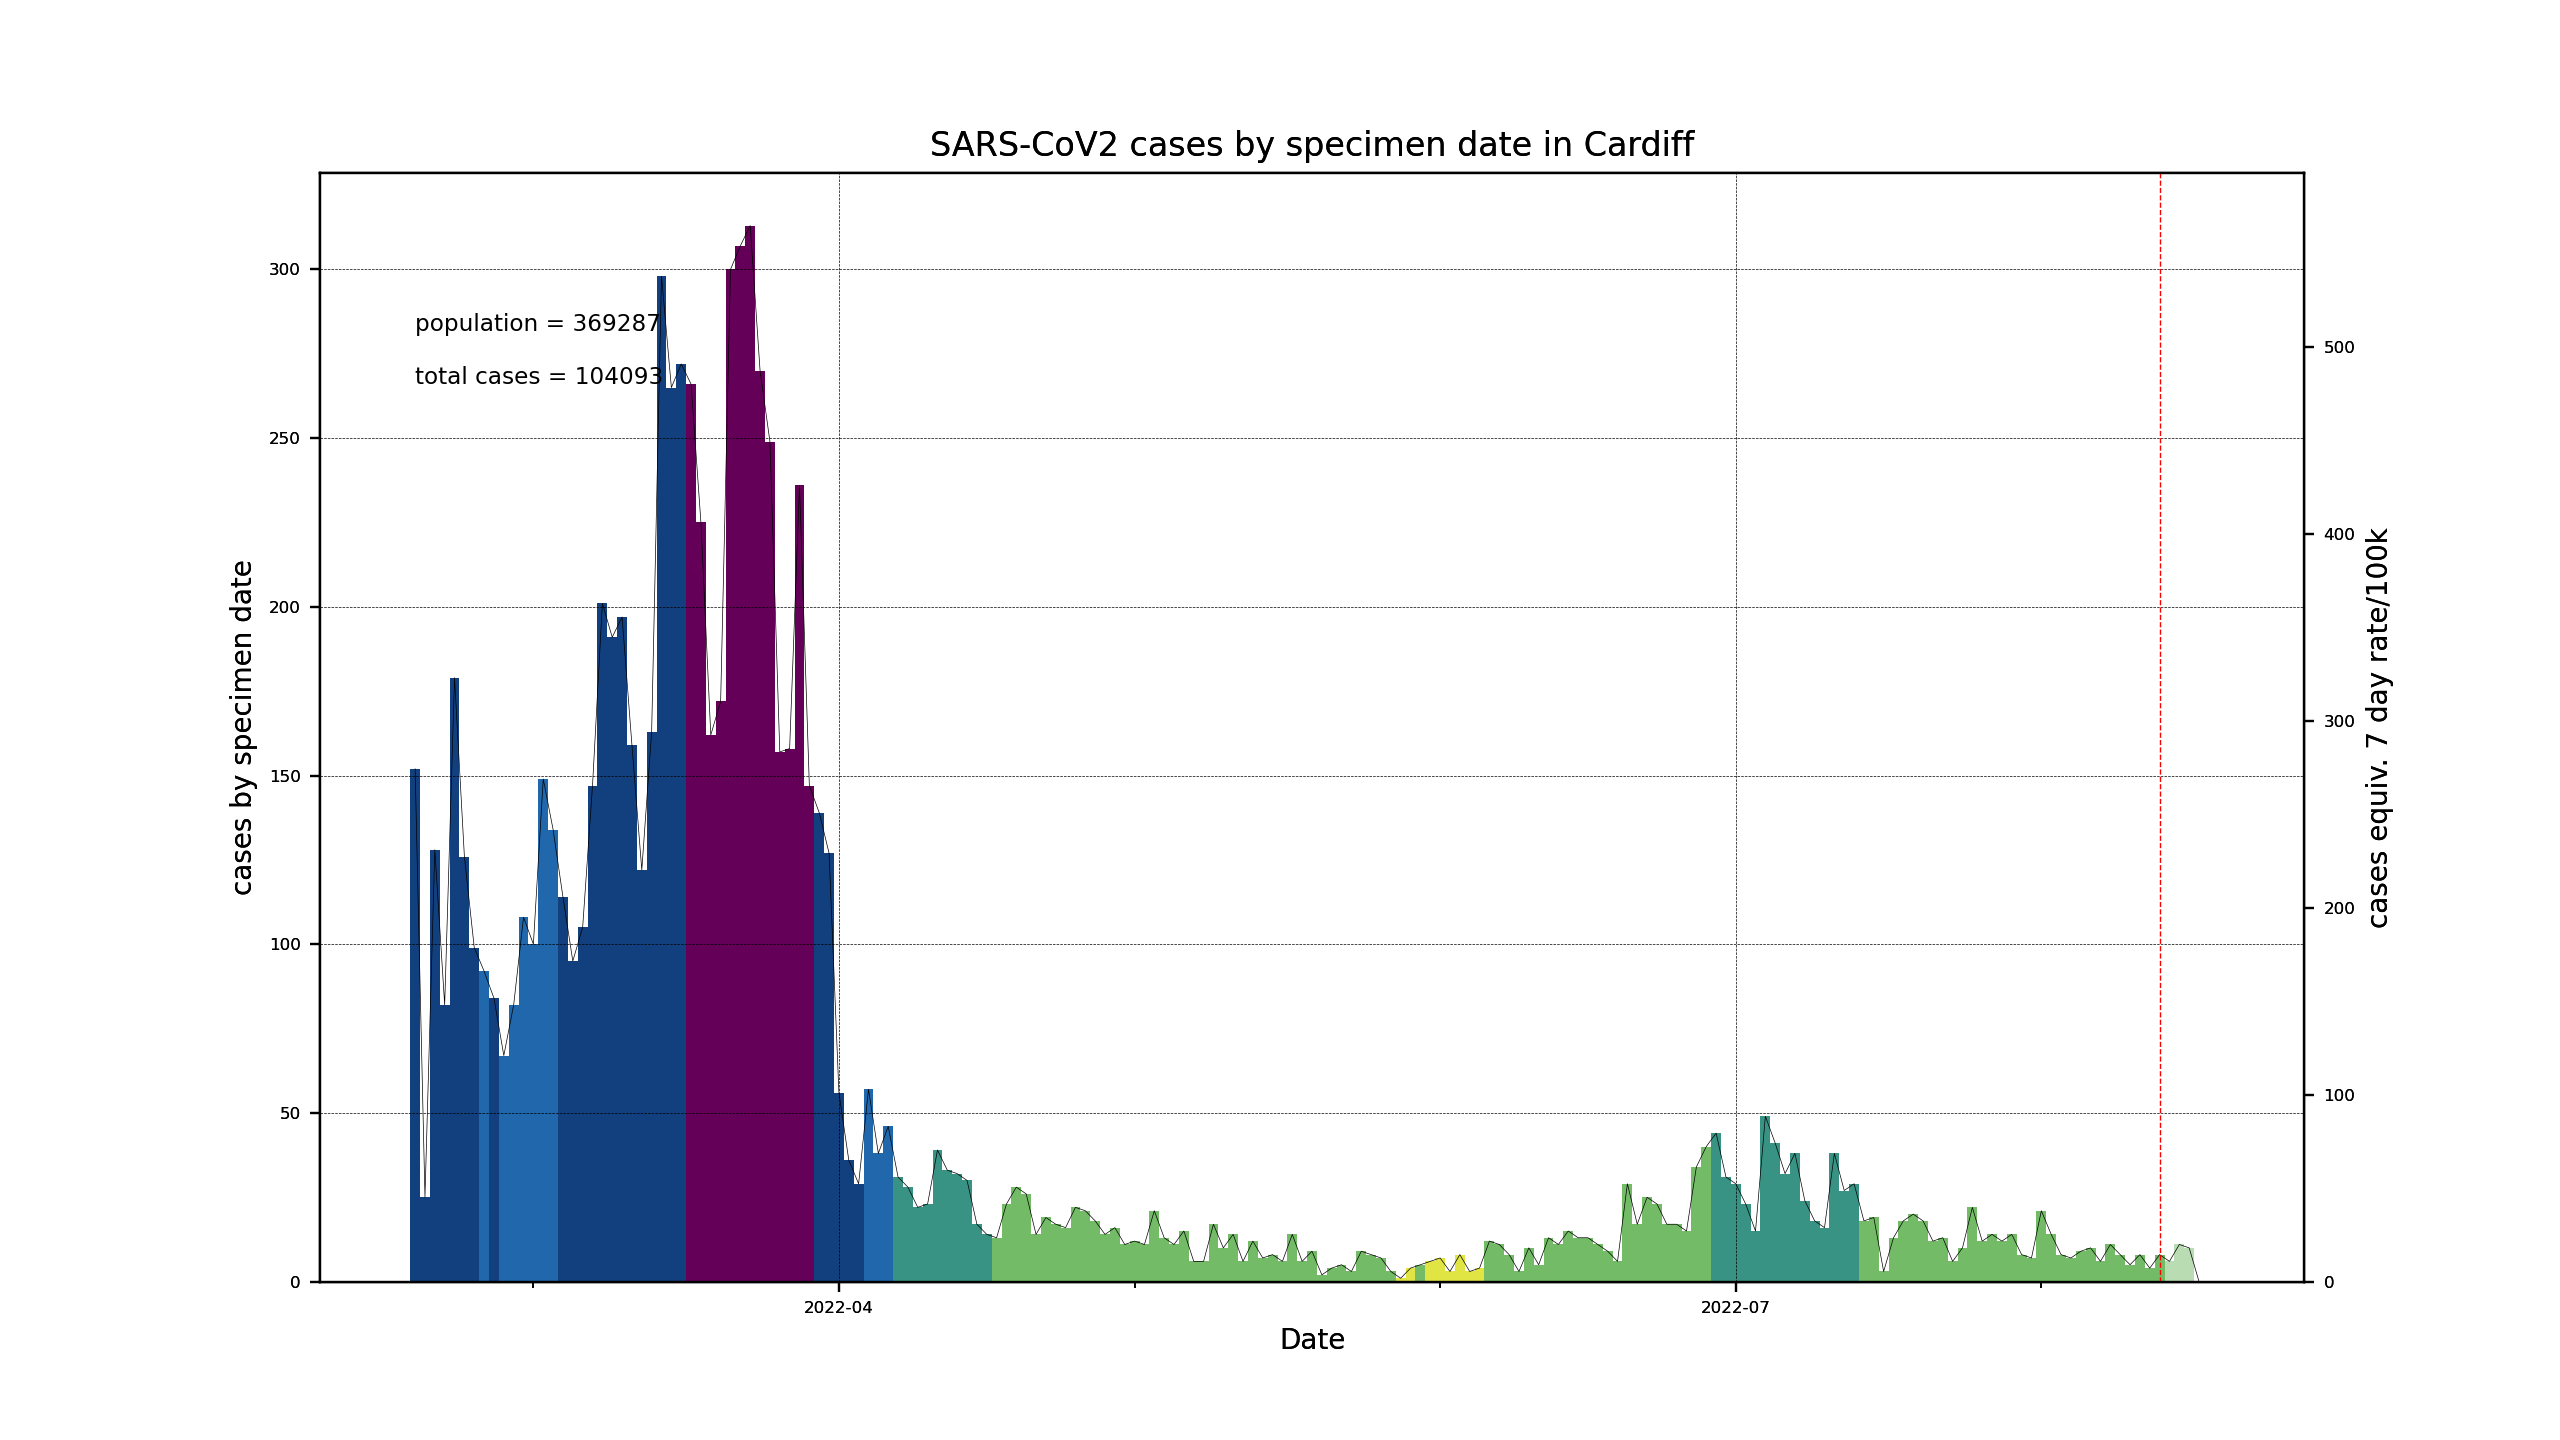 SARS-CoV2 cases by specimen date in Cardiff
population = 369287
total cases = 104093
cases by specimen date
300
250
200
150
100
50
0
500
400
300
200
100
0
cases equiv. 7 day rate/100k
2022-04
2022-07
Date